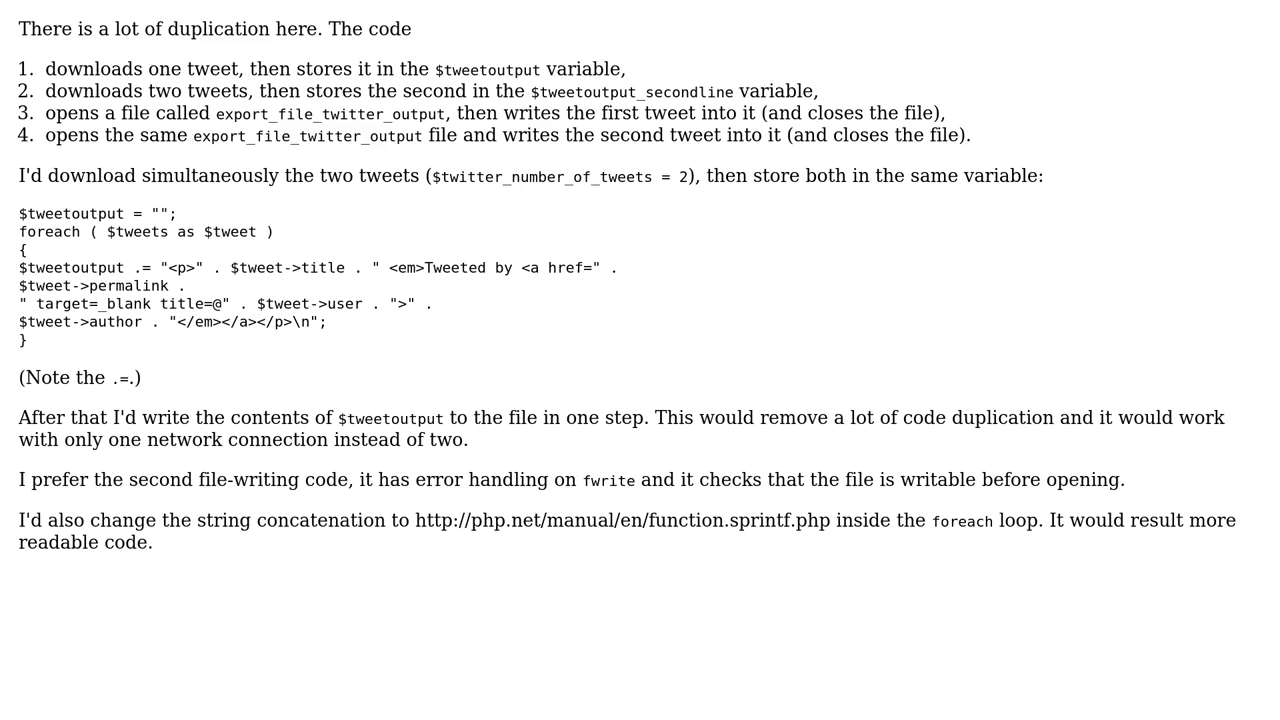 There is a lot of duplication here. The code
1. downloads one tweet, then stores it in the $tweetoutput variable,
2. downloads two tweets, then stores the second in the $tweetoutput_secondline variable,
3. opens a file called export_file_twitter_output, then writes the first tweet into it (and closes the file),
4. opens the same export_file_twitter_output file and writes the second tweet into it (and closes the file).
I'd download simultaneously the two tweets ($twitter_number_of_tweets = 2), then store both in the same variable:
$tweetoutput = "";
foreach ( $tweets as $tweet )
{
$tweetoutput .= "<p>" . $tweet->title . " <em>Tweeted by <a href=" .
$tweet->permalink .
" target=_blank title=@" . $tweet->user . ">" .
$tweet->author . "</em></a></p>\n";
}
(Note the .=.)
After that I'd write the contents of $tweetoutput to the file in one step. This would remove a lot of code duplication and it would work
with only one network connection instead of two.
I prefer the second file-writing code, it has error handling on fwrite and it checks that the file is writable before opening.
I'd also change the string concatenation to http://php.net/manual/en/function.sprintf.php inside the foreach loop. It would result more
readable code.